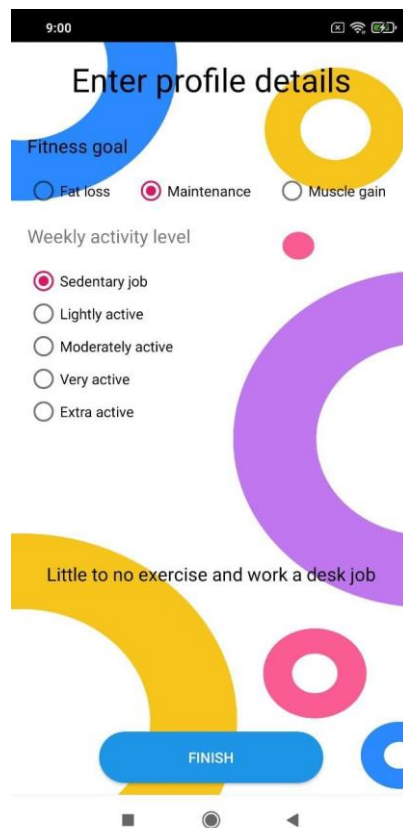 9:00
Enter profile details
Fitness goal
Fat loss Maintenance Muscle gain
Weekly activity level
Sedentary job
Lightly active
Moderately active
Very active
Extra active
Little to no exercise and work a desk job
FINISH